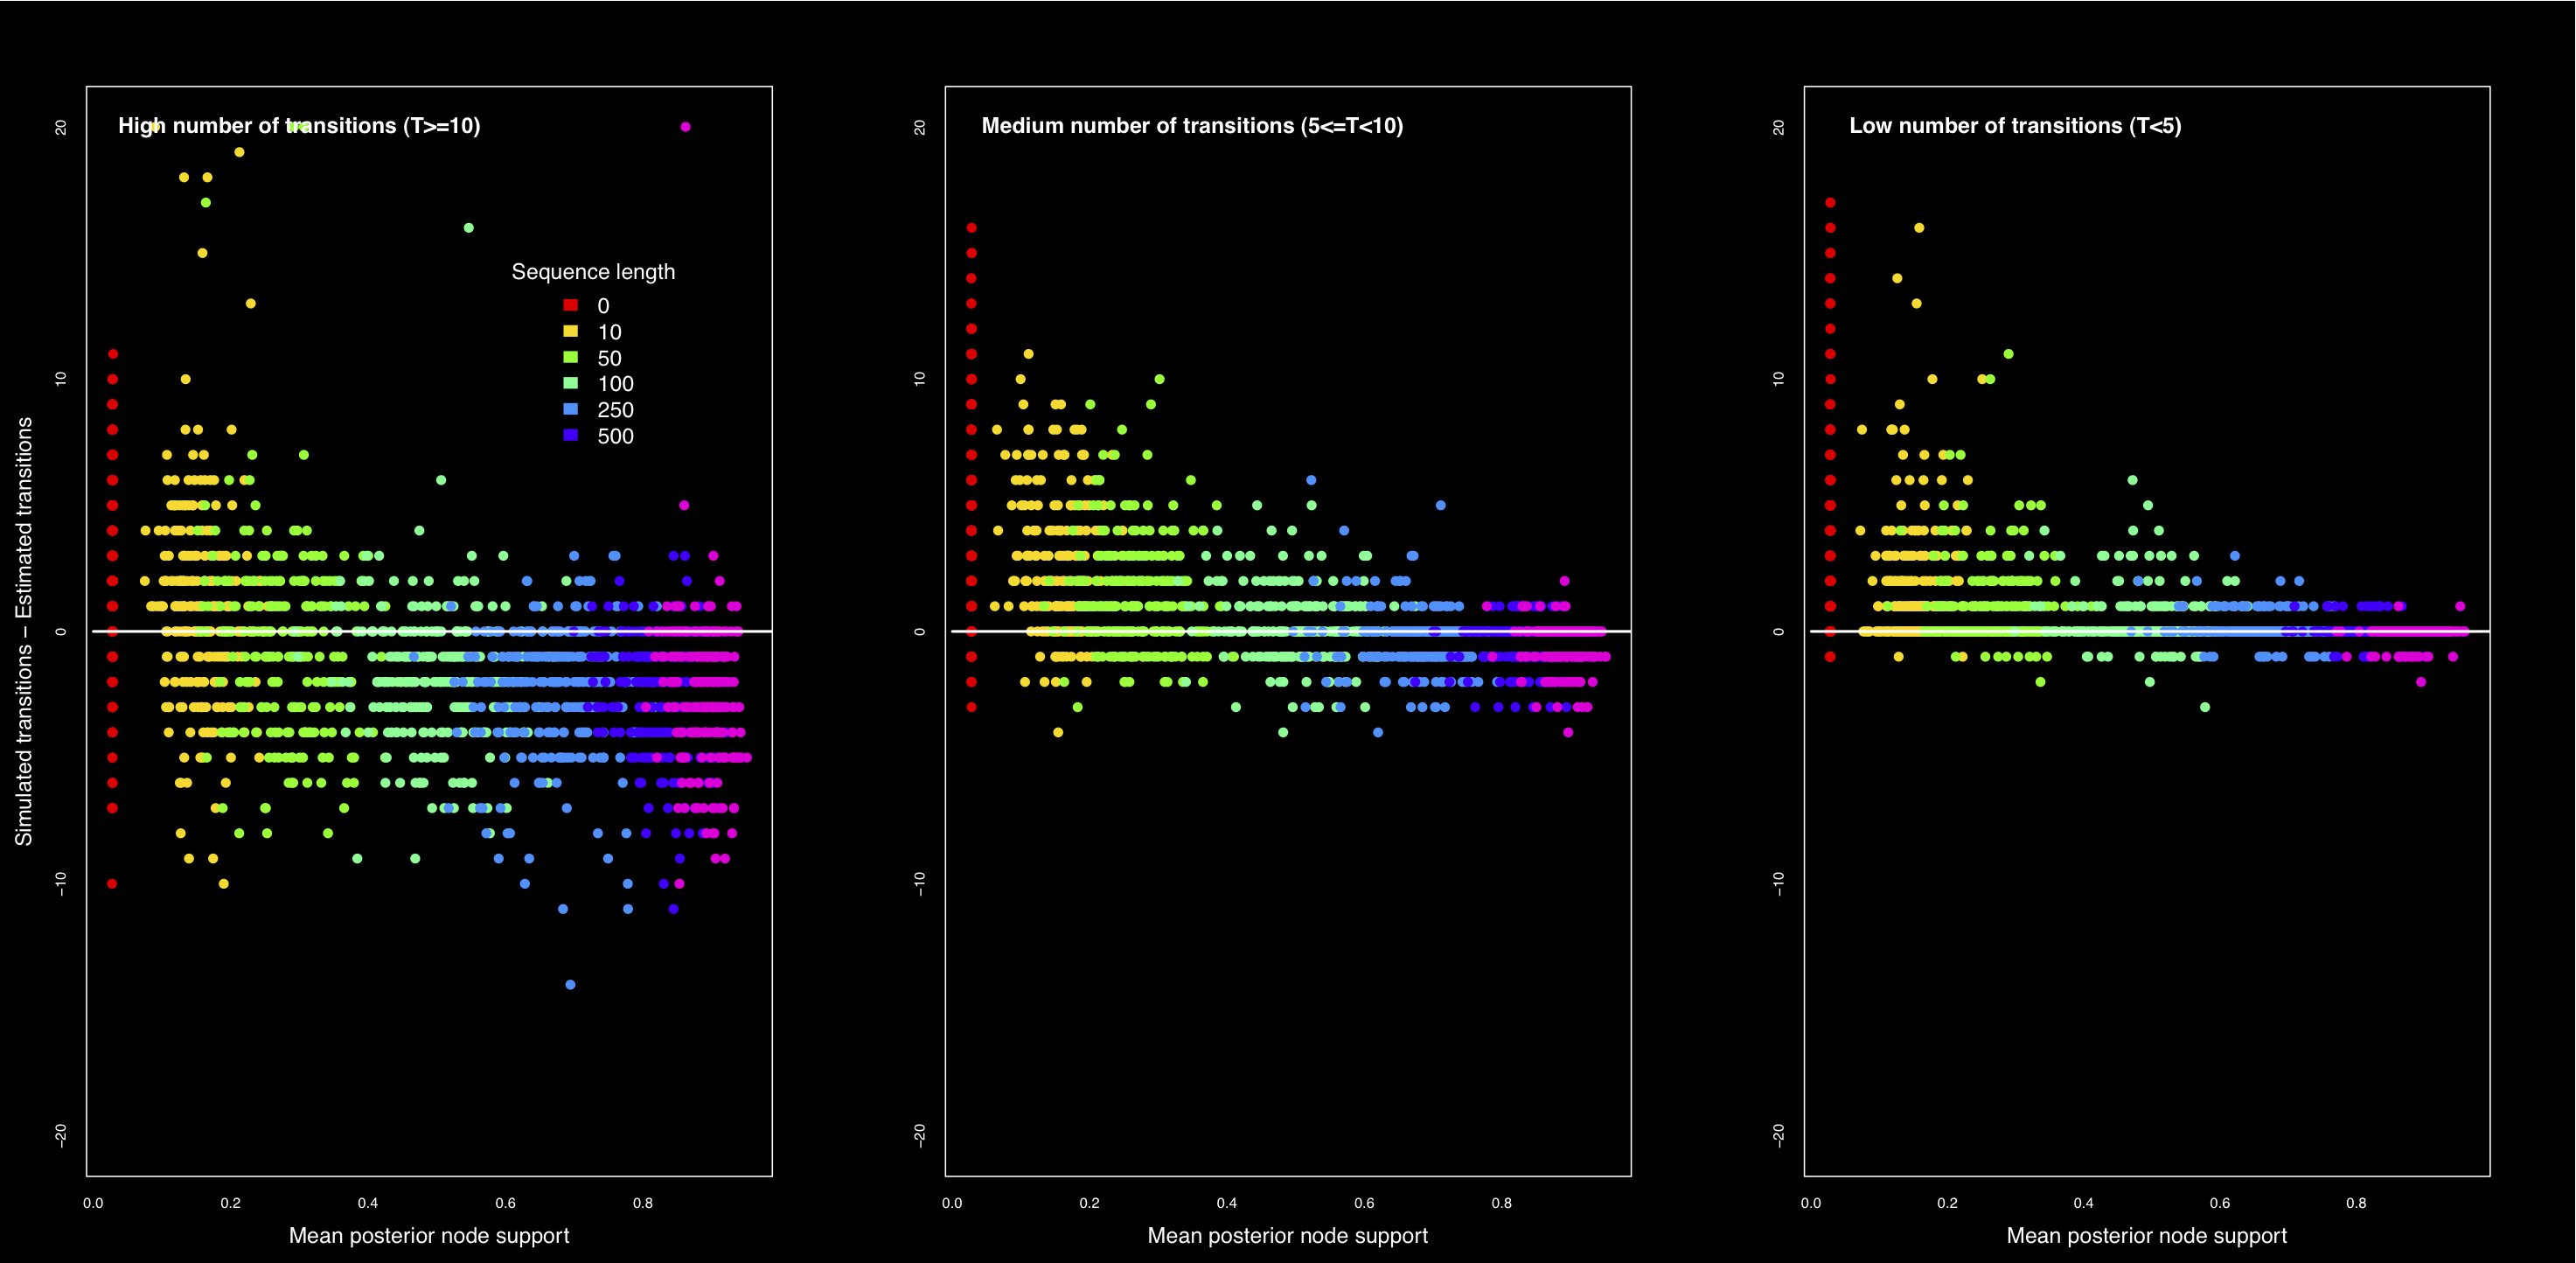 High number of transitions (T>=10)
Medium number of transitions (5<=T<10)
Low number of transitions (T<5)
Sequence length
0
10
50
100
250
500
Simulated transitions – Estimated transitions
20
10
0
−10
−20
20
10
0
−10
−20
20
10
0
−10
−20
0.0 0.2 0.4 0.6 0.8
0.0 0.2 0.4 0.6 0.8
0.0 0.2 0.4 0.6 0.8
Mean posterior node support
Mean posterior node support
Mean posterior node support